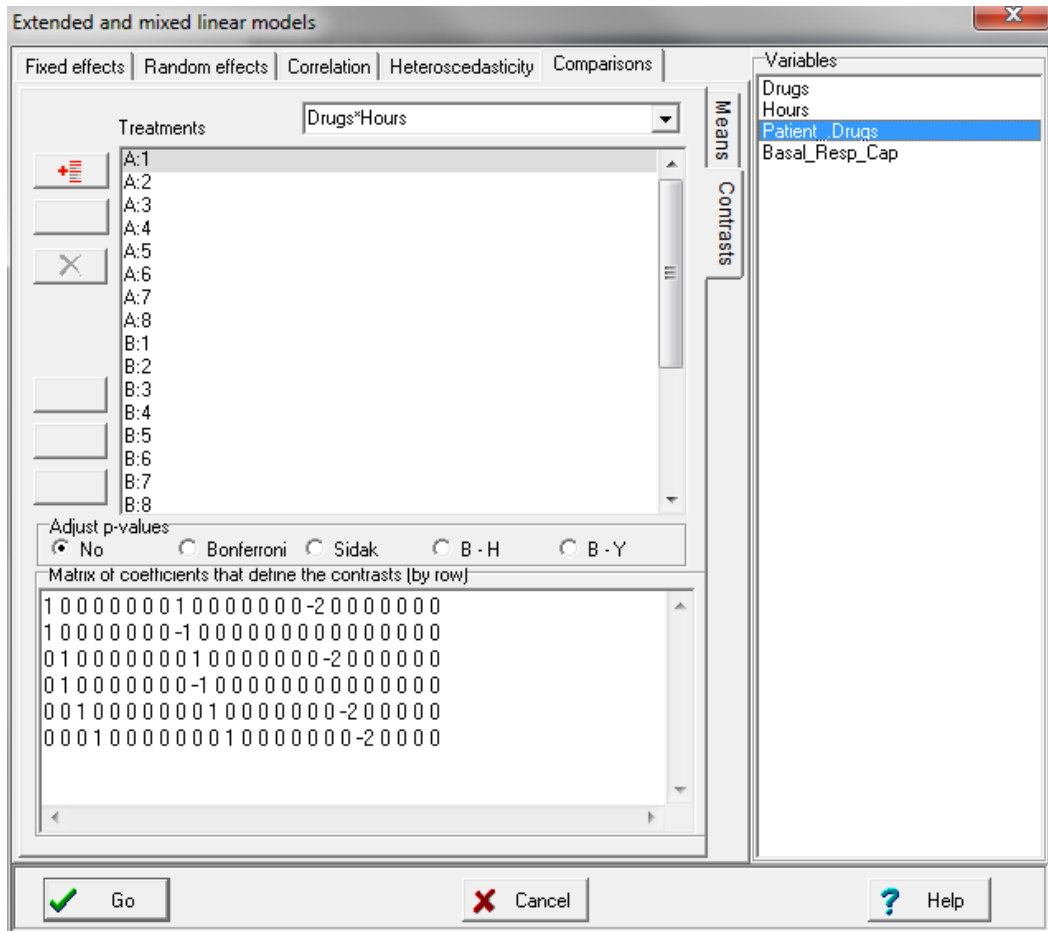 Extended and mixed linear models
x
Fixed effects Random effects Correlation Heteroscedasticity Comparisons
Variables
Drugs
Hours
Patient_.Drugs
Basal_Resp_Cap
Means
Contrasts
Treatments
Drugs*Hours
A:1
A:2
A:3
A:4
A:5
A:6
A:7
A:8
B:1
B:2
B:3
B:4
B:5
B:6
B:7
B:8
Adjust p-values
No Bonferroni Sidak B - H B - Y
Matrix of coefficients that define the contrasts (by row)
1 0 0 0 0 0 0 0 1 0 0 0 0 0 0 0 -2 0 0 0 0 0 0 0
1 0 0 0 0 0 0 0 -1 0 0 0 0 0 0 0 0 0 0 0 0 0 0 0
0 1 0 0 0 0 0 0 0 1 0 0 0 0 0 0 0 -2 0 0 0 0 0 0
0 1 0 0 0 0 0 0 -1 0 0 0 0 0 0 0 0 0 0 0 0 0 0 0
0 0 1 0 0 0 0 0 0 0 1 0 0 0 0 0 0 0 -2 0 0 0 0 0
0 0 0 1 0 0 0 0 0 0 0 1 0 0 0 0 0 0 0 -2 0 0 0 0
Go
Cancel
? Help